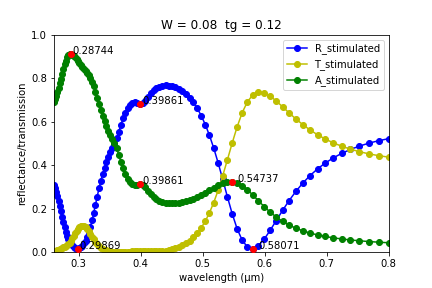 W = 0.08 tg = 0.12
reflectance/transmission
1.0
0.8
0.6
0.4
0.2
0.0
0.28744
0.39861
0.39861
0.54737
0.29869
0.58071
R_stimulated
T_stimulated
A_stimulated
0.3 0.4 0.5 0.6 0.7 0.8
wavelength (μm)